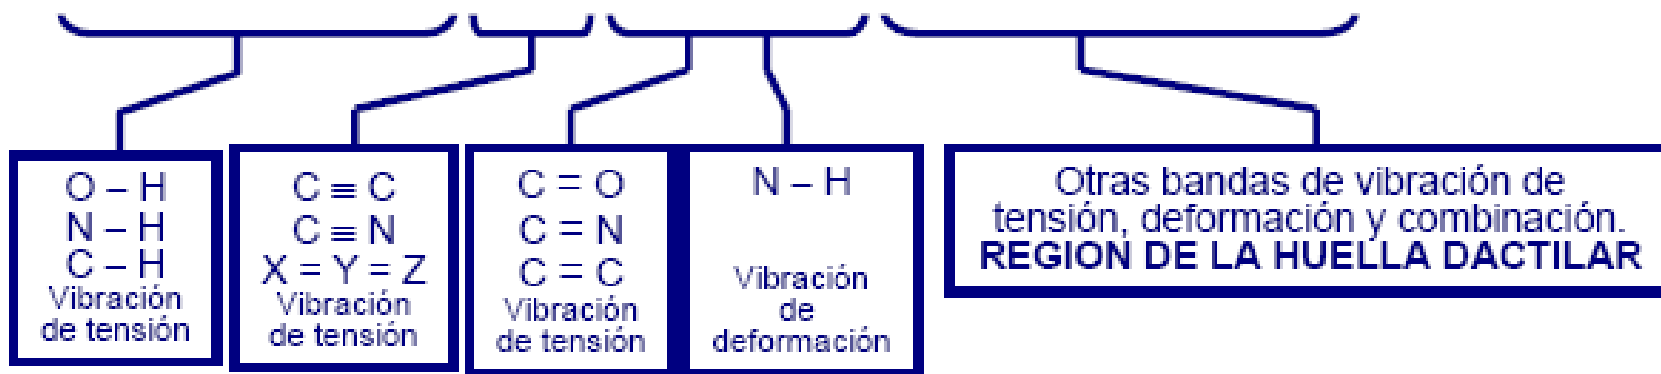 O – H
N – H
C – H
Vibración
de tensión
C ≡ C
C ≡ N
X = Y = Z
Vibración
de tensión
C = O
C = N
C = C
Vibración
de tensión
N – H
Vibración
de
deformación
Otras bandas de vibración de
tensión, deformación y combinación.
REGION DE LA HUELLA DACTILAR